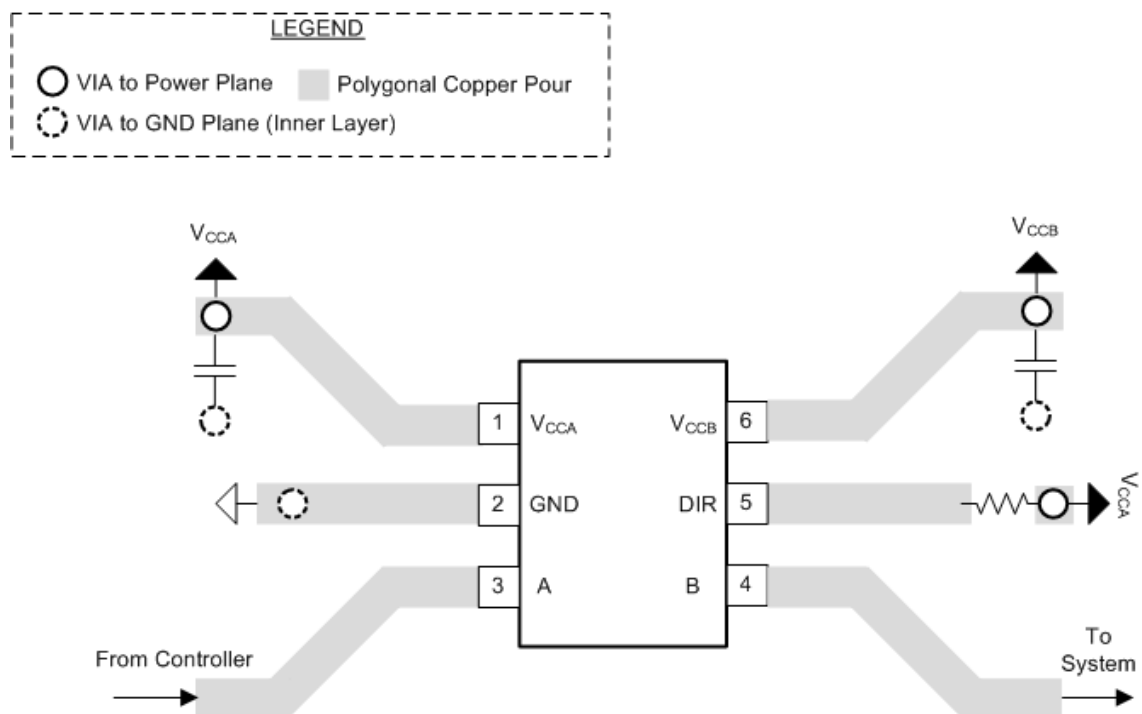 LEGEND
VIA to Power Plane
Polygonal Copper Pour
VIA to GND Plane (Inner Layer)
VCCA
VCCB
1
VCCA
VCCB
6
2
GND
DIR
5
VCCA
3
A
B
4
From Controller
To
System